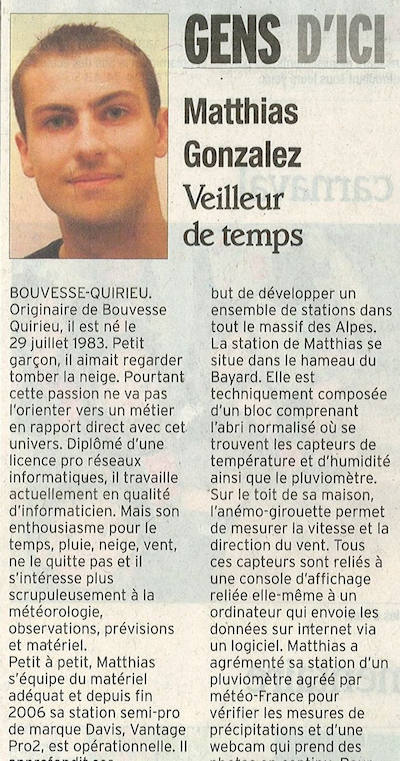 GENS D'ICI
Matthias
Gonzalez
Veilleur
de temps
BOUVESSE-QUIRIEU.
Originaire de Bouvesse
Quirieu, il est né le
29 juillet 1983. Petit
garçon, il aimait regarder
tomber la neige. Pourtant
cette passion ne va pas
l'orienter vers un métier
en rapport direct avec cet
univers. Diplômé d'une
licence pro réseaux
informatiques, il travaille
actuellement en qualité
d'informaticien. Mais son
enthousiasme pour le
temps, pluie, neige, vent,
ne le quitte pas et il
s'intéresse plus
scrupuleusement à la
météorologie,
observations, prévisions
et matériel.
Petit à petit, Matthias
s'équipe du matériel
adéquat et depuis fin
2006 sa station semi-pro
de marque Davis, Vantage
Pro2, est opérationnelle. Il
approfondit ses
but de développer un
ensemble de stations dans
tout le massif des Alpes.
La station de Matthias se
situe dans le hameau du
Bayard. Elle est
techniquement composée
d'un bloc comprenant
l'abri normalisé où se
trouvent les capteurs de
température et d'humidité
ainsi que le pluviomètre.
Sur le toit de sa maison,
l'anémo-girouette permet
de mesurer la vitesse et la
direction du vent. Tous
ces capteurs sont reliés à
une console d'affichage
reliée elle-même à un
ordinateur qui envoie les
données sur internet via
un logiciel. Matthias a
agrémenté sa station d'un
pluviomètre agréé par
météo-France pour
vérifier les mesures de
précipitations et d'une
webcam qui prend des
photos en continu. Pour